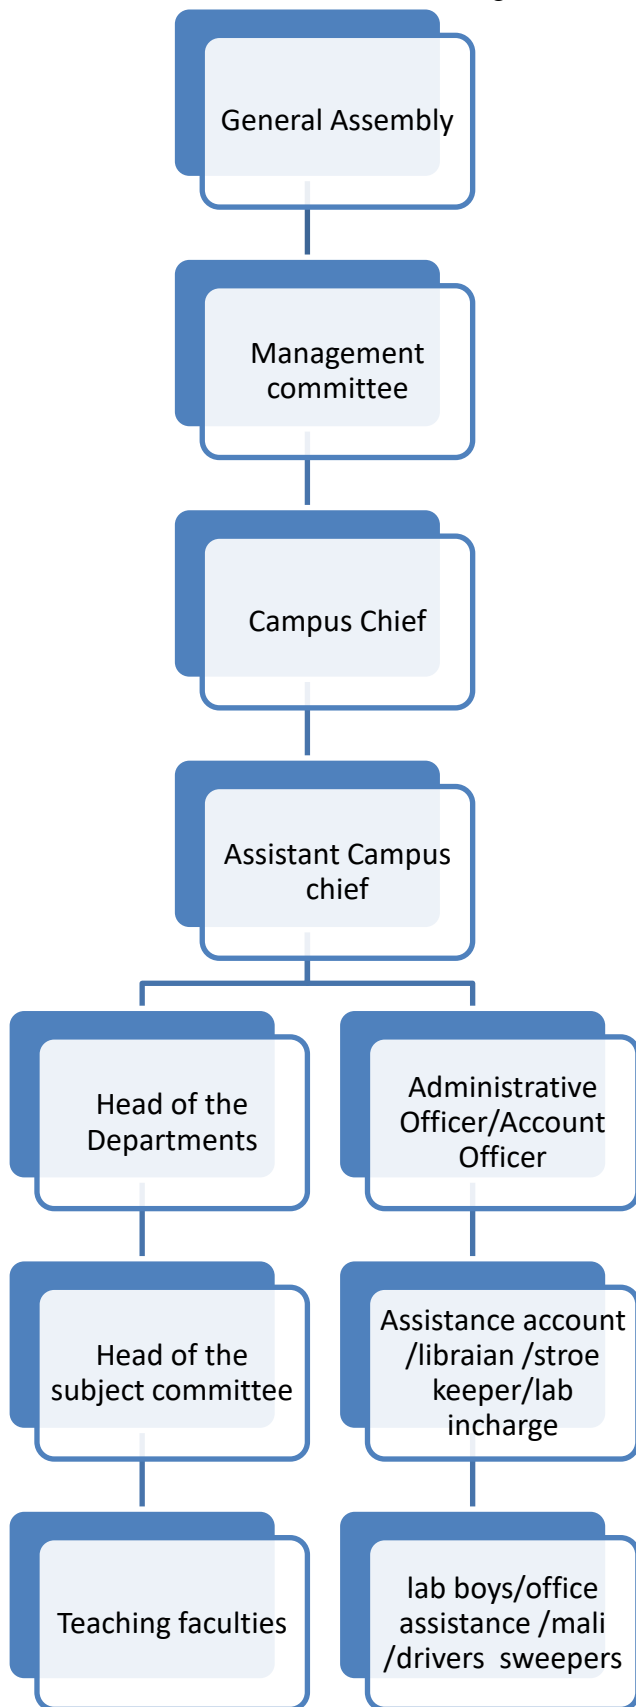 General Assembly
Management
committee
Campus Chief
Assistant Campus
chief
Head of the
Departments
Administrative
Officer/Account
Officer
Head of the
subject committee
Assistance account
/libraian /stroe
keeper/lab
incharge
Teaching faculties
lab boys/office
assistance /mali
/drivers  sweepers